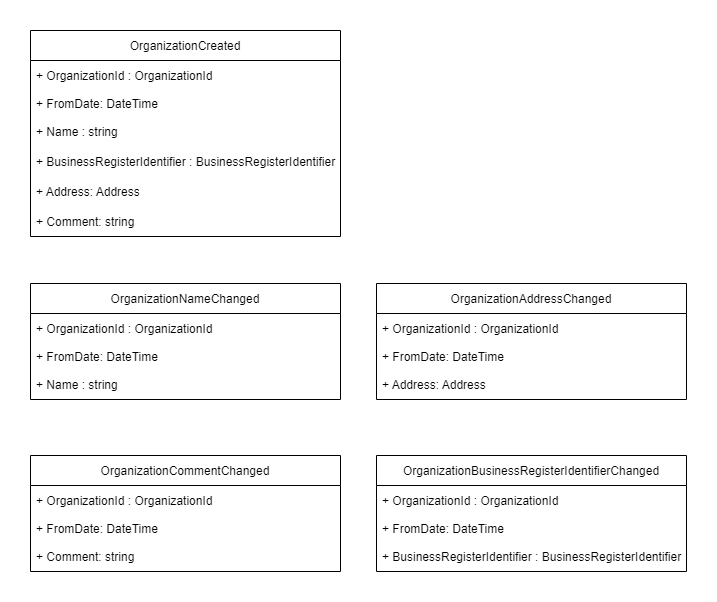 OrganizationCreated
+ OrganizationId : OrganizationId
+ FromDate: DateTime
+ Name : string
+ BusinessRegisterIdentifier : BusinessRegisterIdentifier
+ Address: Address
+ Comment: string
OrganizationNameChanged
+ OrganizationId : OrganizationId
+ FromDate: DateTime
+ Name : string
OrganizationAddressChanged
+ OrganizationId : OrganizationId
+ FromDate: DateTime
+ Address: Address
OrganizationCommentChanged
+ OrganizationId : OrganizationId
+ FromDate: DateTime
+ Comment: string
OrganizationBusinessRegisterIdentifierChanged
+ OrganizationId : OrganizationId
+ FromDate: DateTime
+ BusinessRegisterIdentifier : BusinessRegisterIdentifier